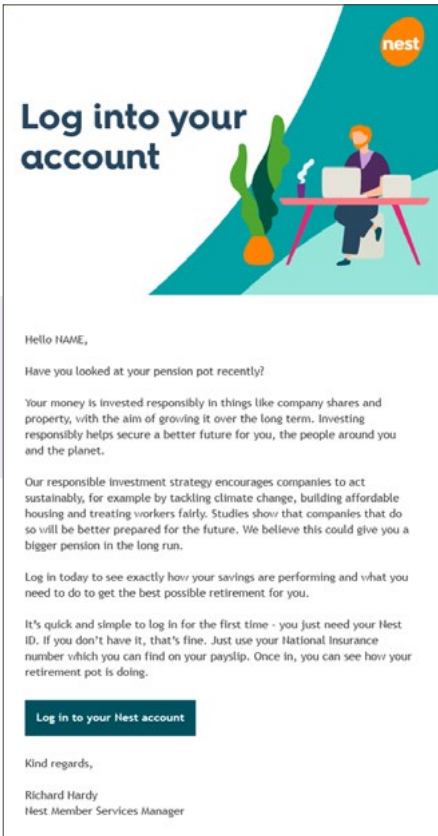 nest
Log into your
account
Hello NAME,
Have you looked at your pension pot recently?
Your money is invested responsibly in things like company shares and
property, with the aim of growing it over the long term. Investing
responsibly helps secure a better future for you, the people around you
and the planet.
Our responsible investment strategy encourages companies to act
sustainably, for example by tackling climate change, building affordable
housing and treating workers fairly. Studies show that companies that do
so will be better prepared for the future. We believe this could give you a
bigger pension in the long run.
Log in today to see exactly how your savings are performing and what you
need to do to get the best possible retirement for you.
It's quick and simple to log in for the first time - you just need your Nest
ID. If you don't have it, that's fine. Just use your National Insurance
number which you can find on your payslip. Once in, you can see how your
retirement pot is doing.
Log in to your Nest account
Kind regards,
Richard Hardy
Nest Member Services Manager